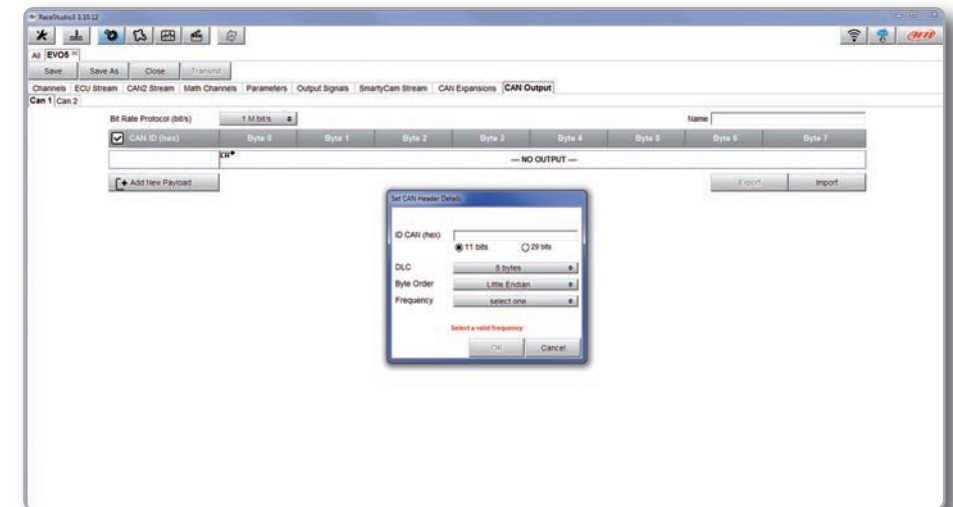 RaceStudio3 3.10.12
All EVO5
Save Save As Close Transmit
Channels ECU Stream CAN2 Stream Math Channels Parameters Output Signals SmartyCam Stream CAN Expansions CAN Output
Can 1 Can 2
Bit Rate Protocol (bit/s) 1 M bit/s Name
CAN ID (hex) Byte 0 Byte 1 Byte 2 Byte 3 Byte 4 Byte 5 Byte 6 Byte 7
--- NO OUTPUT ---
Add New Payload Export Import
Set CAN Header Details
ID CAN (hex)
11 bits 29 bits
DLC 8 bytes
Byte Order Little Endian
Frequency select one
Select a valid frequency
OK Cancel